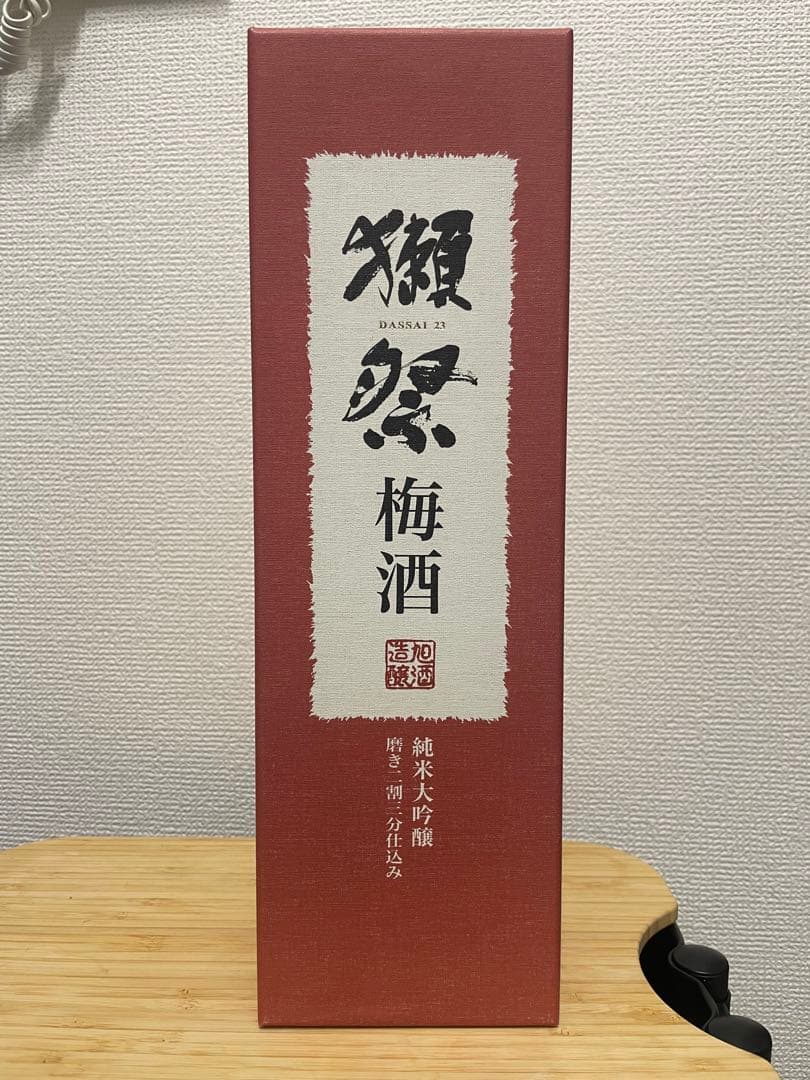 獺祭
DASSAI 23
梅酒
旭酒造醸
純米大吟醸
磨き二割三分仕込み